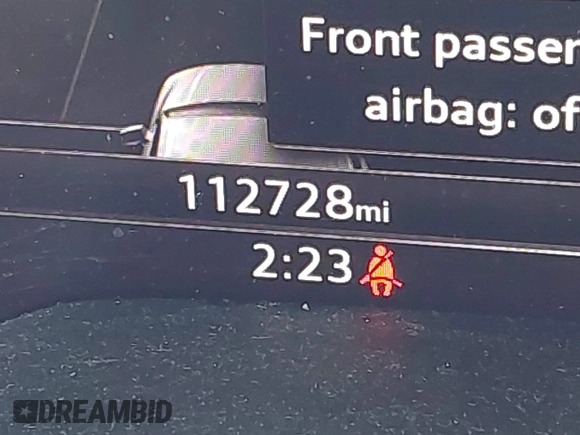 Front passer
airbag: of
112728mi
2:23
DREAMBID